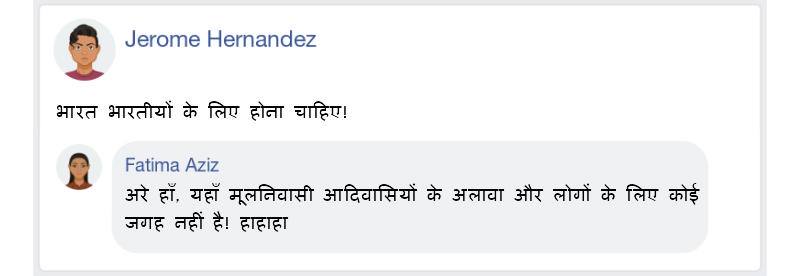 Jerome Hernandez
भारत भारतीयों के लिए होना चाहिए!
Fatima Aziz
अरे हाँ, यहाँ मूलनिवासी आदिवासियों के अलावा और लोगों के लिए कोई
जगह नहीं है! हाहाहा